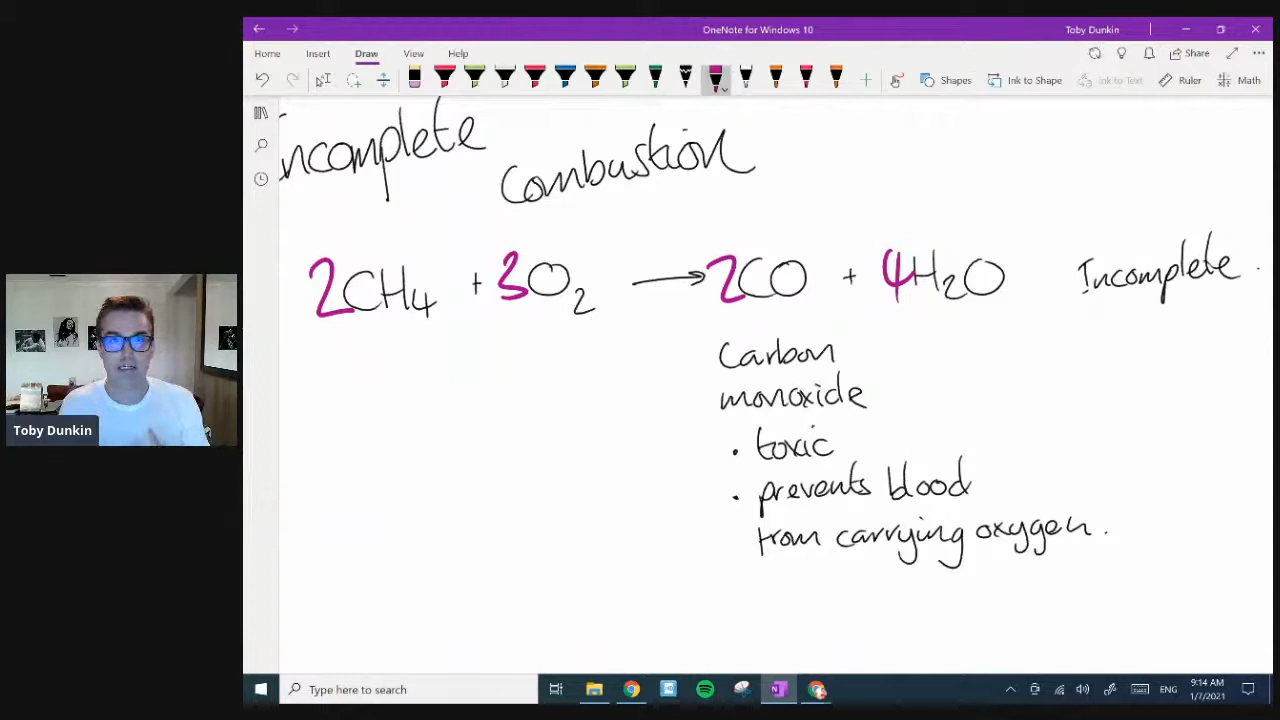 OneNote for Windows 10
Toby Dunkin
Home Insert Draw View Help
Share
Shapes Ink to Shape Ink to Text Ruler Math
incomplete
Combustion
2CH4 + 3O2 → 2CO + 4H2O Incomplete.
Carbon
monoxide
• toxic
• prevents blood
from carrying oxygen.
Toby Dunkin
Type here to search
ENG
9:14 AM
1/7/2021